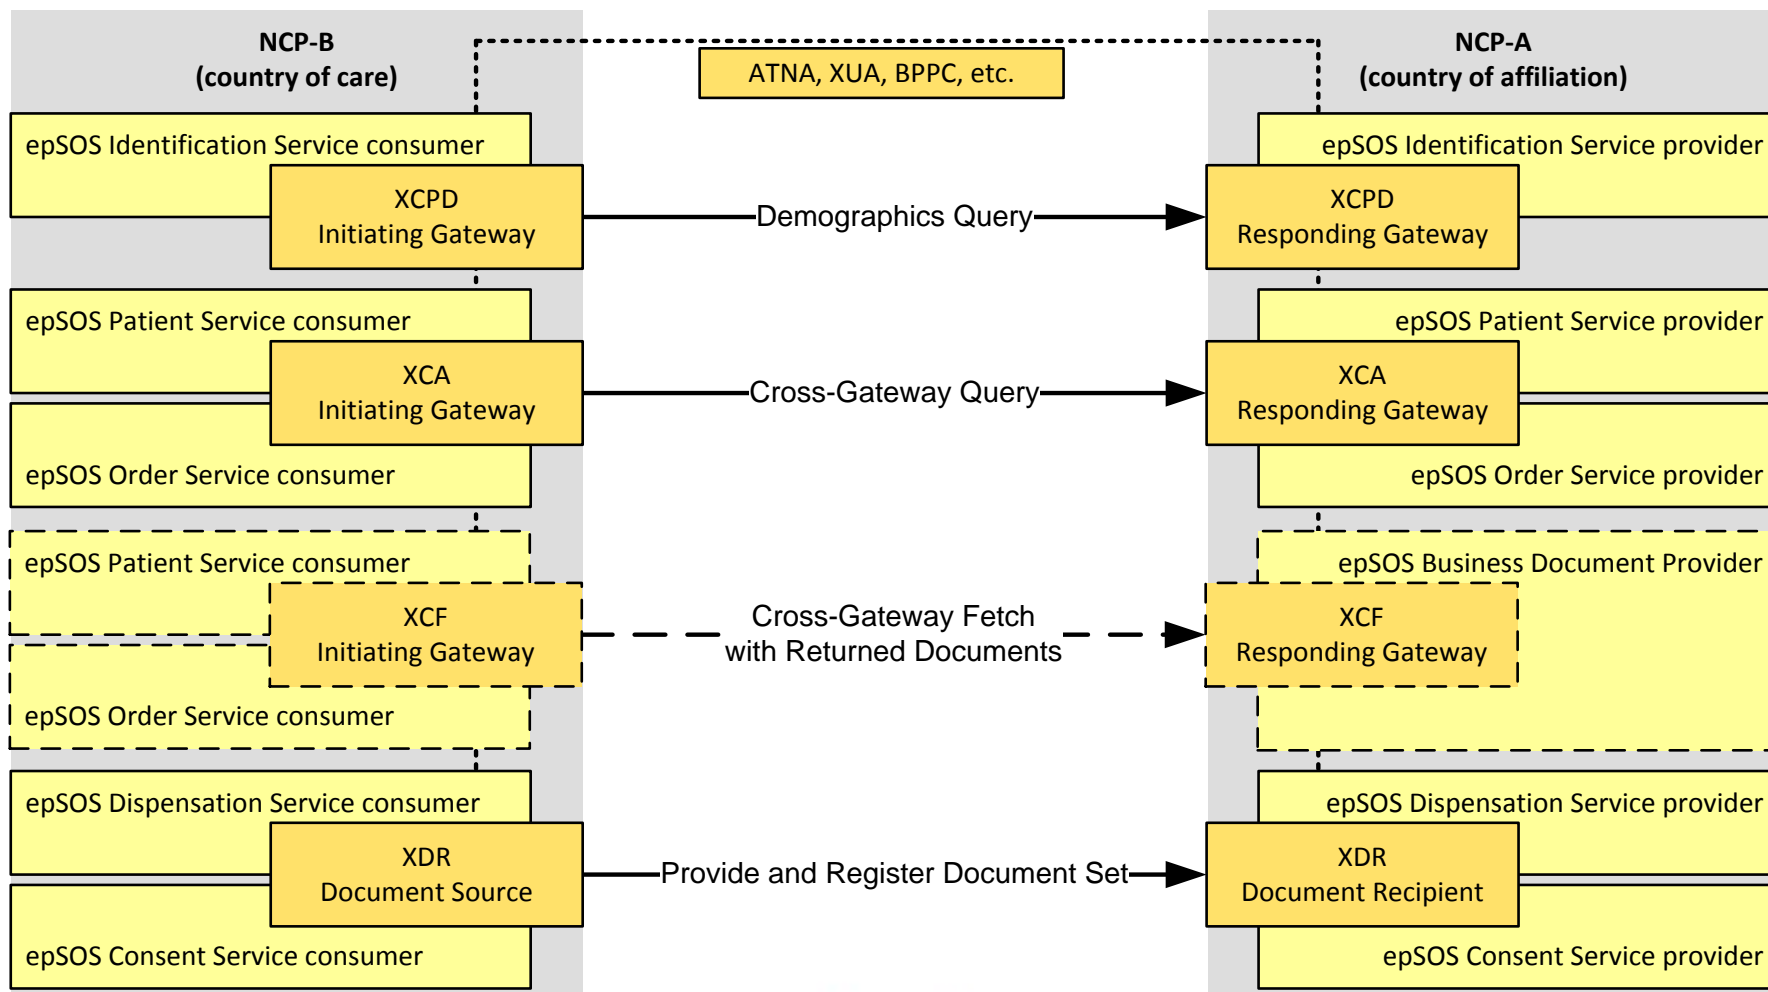 NCP-B
(country of care)
ATNA, XUA, BPPC, etc.
NCP-A
(country of affiliation)
epSOS Identification Service consumer
XCPD
Initiating Gateway
Demographics Query
epSOS Identification Service provider
XCPD
Responding Gateway
epSOS Patient Service consumer
XCA
Initiating Gateway
epSOS Order Service consumer
Cross-Gateway Query
epSOS Patient Service provider
XCA
Responding Gateway
epSOS Order Service provider
epSOS Patient Service consumer
XCF
Initiating Gateway
epSOS Order Service consumer
Cross-Gateway Fetch
with Returned Documents
epSOS Business Document Provider
XCF
Responding Gateway
epSOS Dispensation Service consumer
XDR
Document Source
epSOS Consent Service consumer
Provide and Register Document Set
epSOS Dispensation Service provider
XDR
Document Recipient
epSOS Consent Service provider